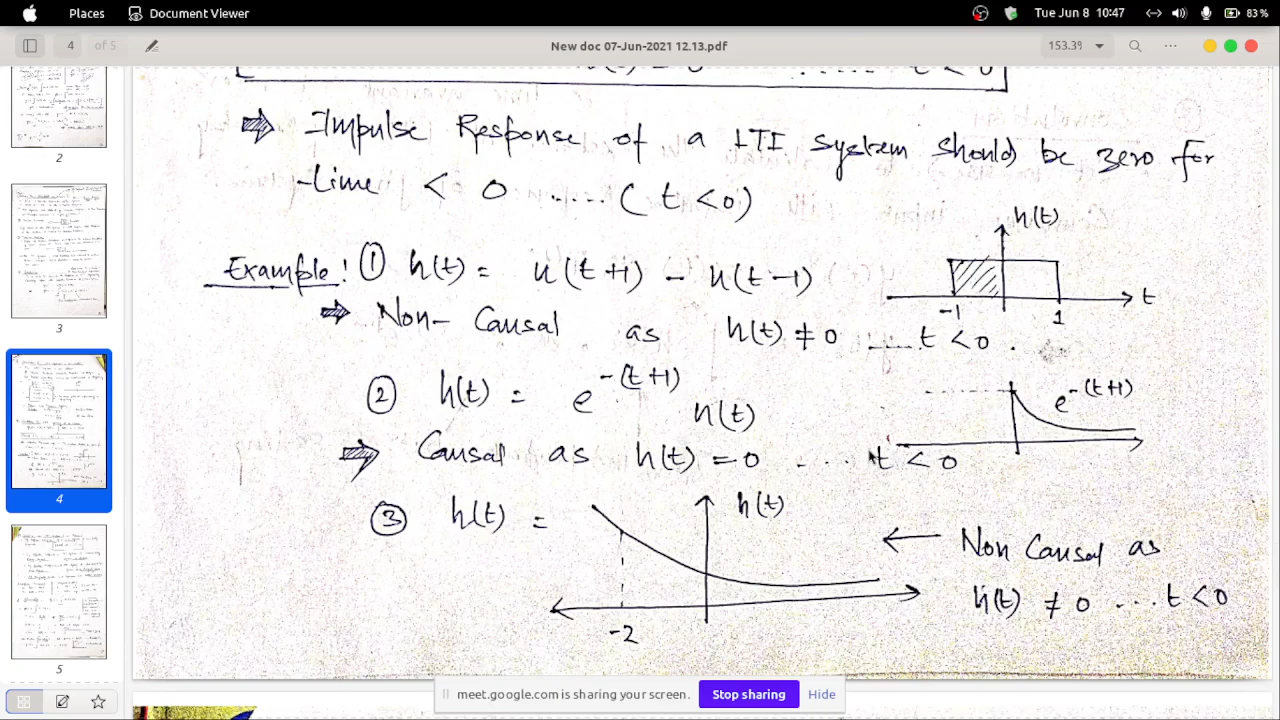 Places Document Viewer Tue Jun 8 10:47 83 %
4 of 5 New doc 07-Jun-2021 12.13.pdf 153.3%
t < 0
⇒ Impulse Response of a LTI system should be zero for
time < 0 ..... ( t < 0)
h(t)
Example! ① h(t) = u(t+1) - u(t-1)
t
-1 1
⇒ Non-Causal as h(t) ≠ 0 ..... t < 0 .
② h(t) = e^-(t+1) u(t)
e^-(t+1)
⇒ Causal as h(t) = 0 .... t < 0
③ h(t) =
h(t)
← Non Causal as
h(t) ≠ 0 ... t < 0
-2
2
3
4
5
meet.google.com is sharing your screen. Stop sharing Hide